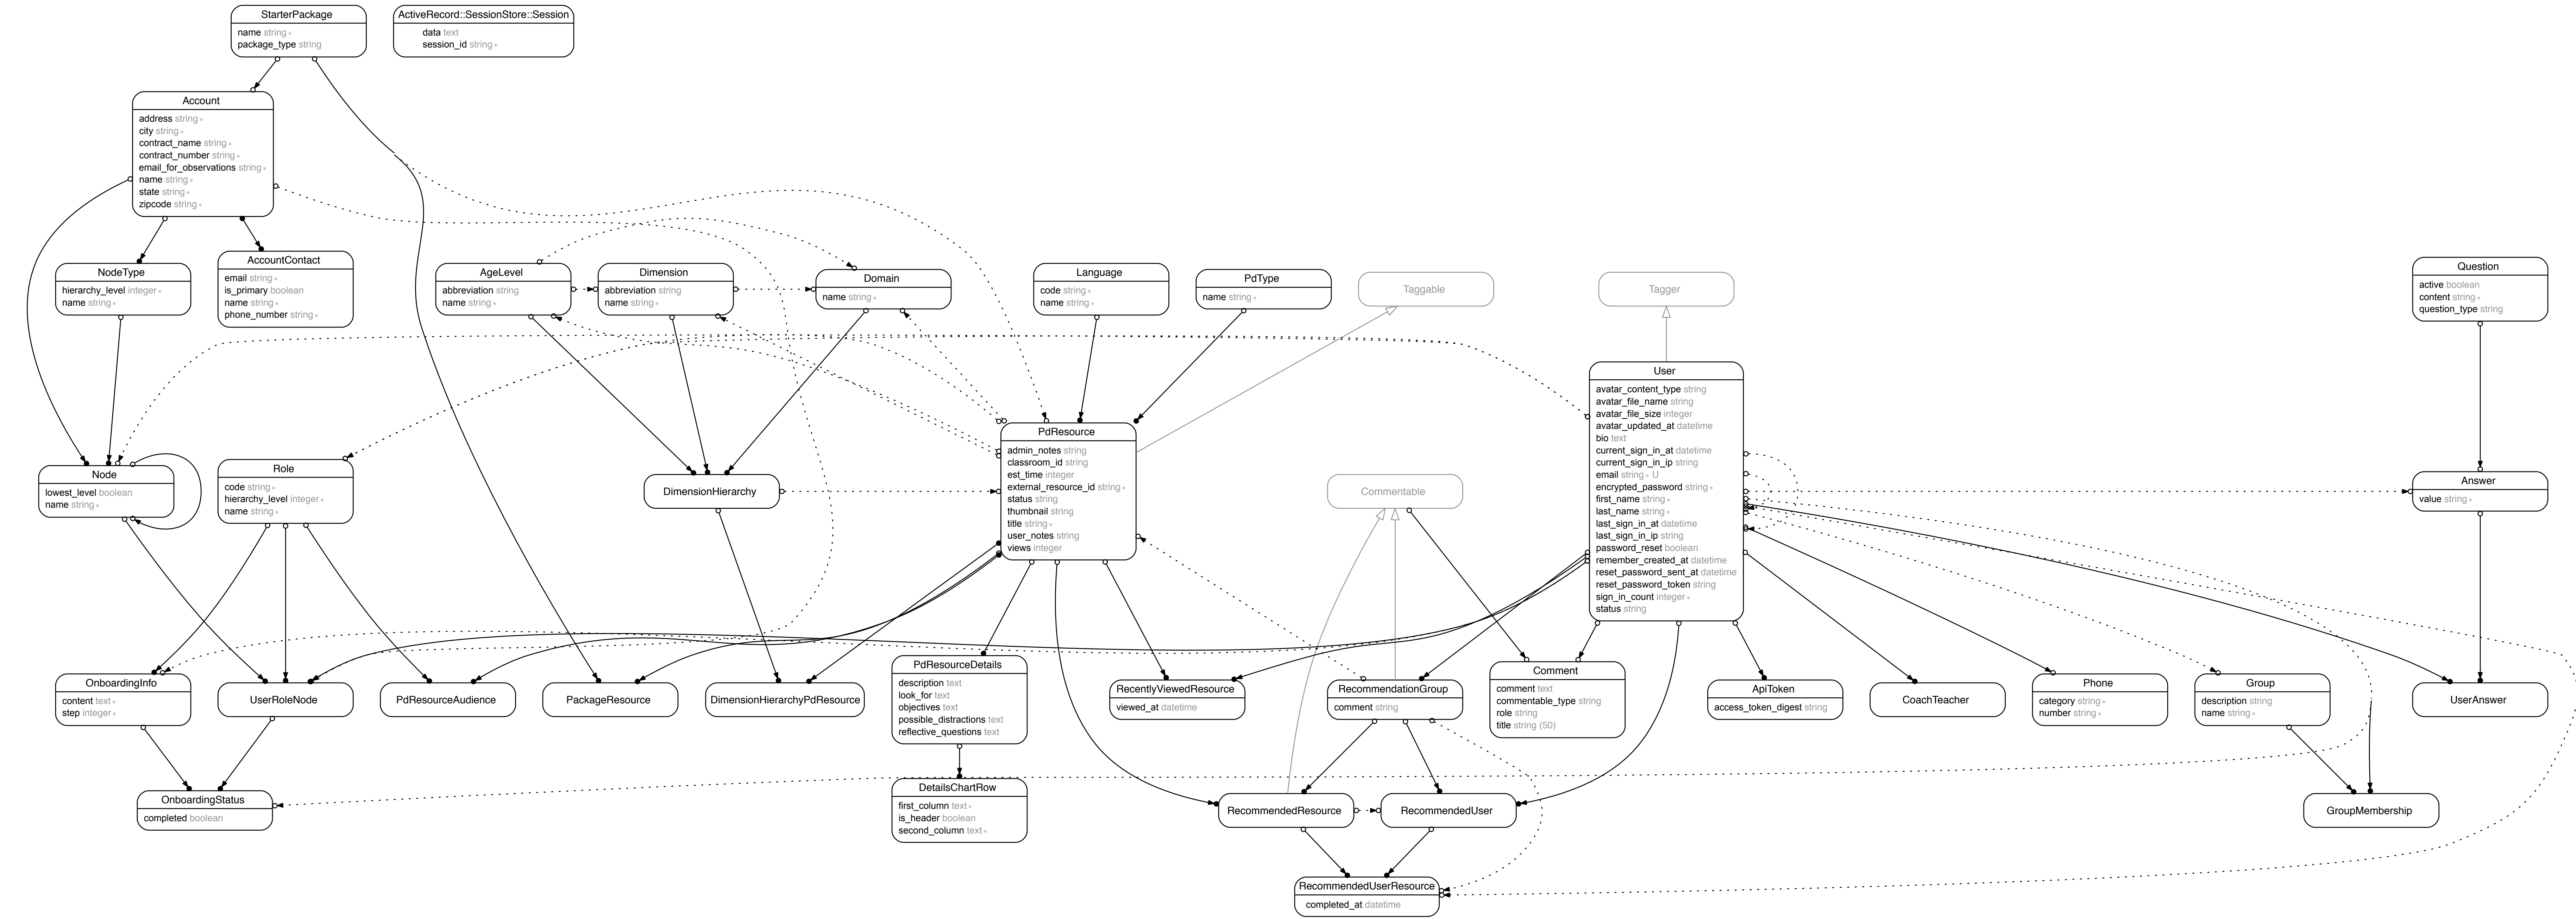 StarterPackage
name string *
package_type string
ActiveRecord::SessionStore::Session
data text
session_id string *
Account
address string *
city string *
contract_name string *
contract_number string *
email_for_observations string *
name string *
state string *
zipcode string *
NodeType
hierarchy_level integer *
name string *
AccountContact
email string *
is_primary boolean
name string *
phone_number string *
AgeLevel
abbreviation string
name string *
Dimension
abbreviation string
name string *
Domain
name string *
Language
code string *
name string *
PdType
name string *
Taggable
Tagger
Question
active boolean
content string *
question_type string
User
avatar_content_type string
avatar_file_name string
avatar_file_size integer
avatar_updated_at datetime
bio text
current_sign_in_at datetime
current_sign_in_ip string
email string * U
encrypted_password string *
first_name string *
last_name string *
last_sign_in_at datetime
last_sign_in_ip string
password_reset boolean
remember_created_at datetime
reset_password_sent_at datetime
reset_password_token string
sign_in_count integer *
status string
PdResource
admin_notes string
classroom_id string
est_time integer
external_resource_id string *
status string
thumbnail string
title string *
user_notes string
views integer
Node
lowest_level boolean
name string *
Role
code string *
hierarchy_level integer *
name string *
DimensionHierarchy
Commentable
Answer
value string *
OnboardingInfo
content text *
step integer *
UserRoleNode
PdResourceAudience
PackageResource
DimensionHierarchyPdResource
PdResourceDetails
description text
look_for text
objectives text
possible_distractions text
reflective_questions text
RecentlyViewedResource
viewed_at datetime
RecommendationGroup
comment string
Comment
comment text
commentable_type string
role string
title string (50)
ApiToken
access_token_digest string
CoachTeacher
Phone
category string *
number string *
Group
description string
name string *
UserAnswer
OnboardingStatus
completed boolean
DetailsChartRow
first_column text *
is_header boolean
second_column text *
RecommendedResource
RecommendedUser
GroupMembership
RecommendedUserResource
completed_at datetime